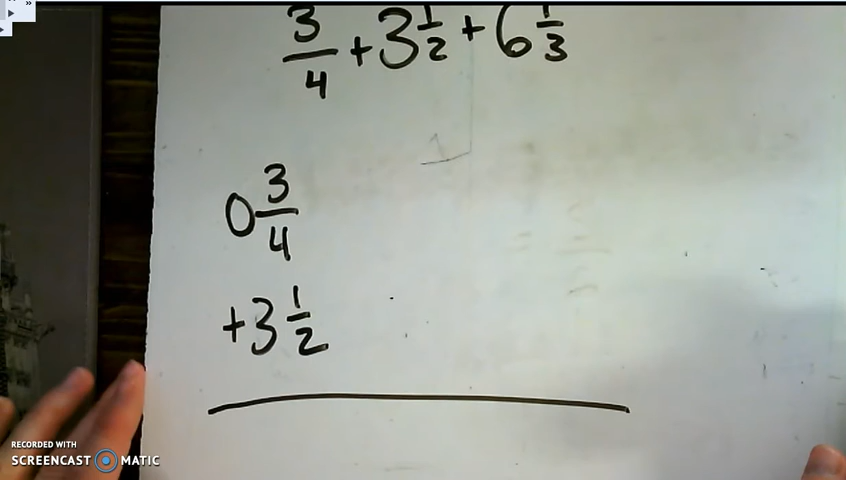 3/4 + 3 1/2 + 6 1/3
0 3/4
+ 3 1/2
RECORDED WITH
SCREENCAST MATIC